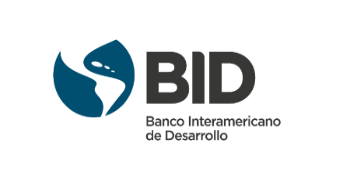 BID
Banco Interamericano
de Desarrollo